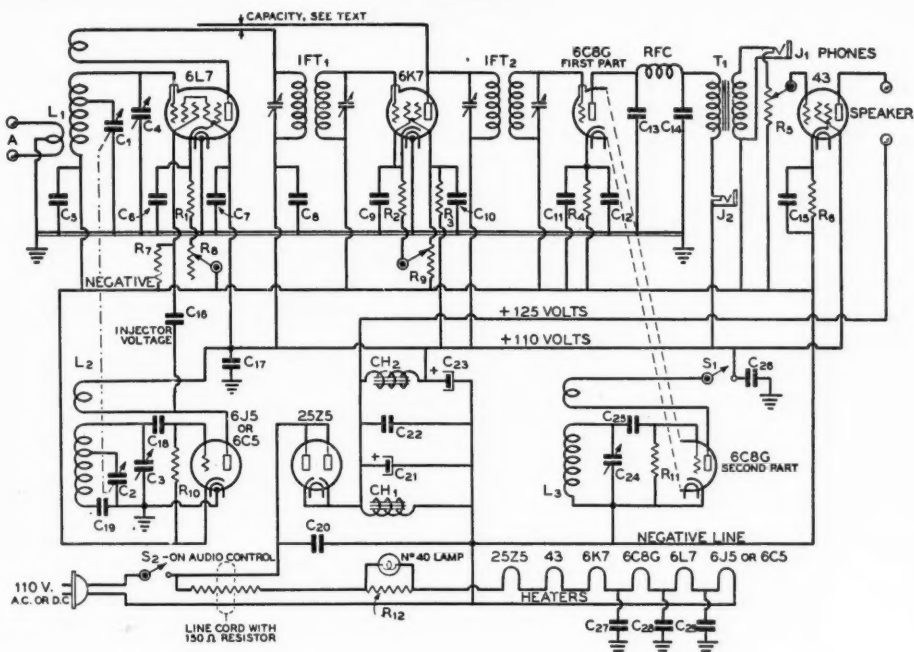 CAPACITY, SEE TEXT
6L7
IFT1
6K7
IFT2
6C8G
FIRST PART
RFC
T1
J1 PHONES
43
SPEAKER
L1
A
C1
C4
C13
C14
R5
J2
C5
C6
R1
C7
C8
C9
R2
R3
C10
C11
R4
C12
C15
R6
R7
R8
R9
NEGATIVE
C16
INJECTOR
VOLTAGE
+125 VOLTS
+110 VOLTS
L2
C17
CH2
C23
S1
C26
6J5
OR
6C5
25Z5
C22
C25
C18
C2
C3
R10
C21
L3
C24
R11
6C8G
SECOND PART
C19
CH1
C20
NEGATIVE LINE
S2-ON AUDIO CONTROL
Nº 40 LAMP
25Z5 43 6K7 6C8G 6L7 6J5 OR 6C5
110 V.
A.C. OR D.C
R12
HEATERS
LINE CORD WITH
150 Ω RESISTOR
C27
C28
C29